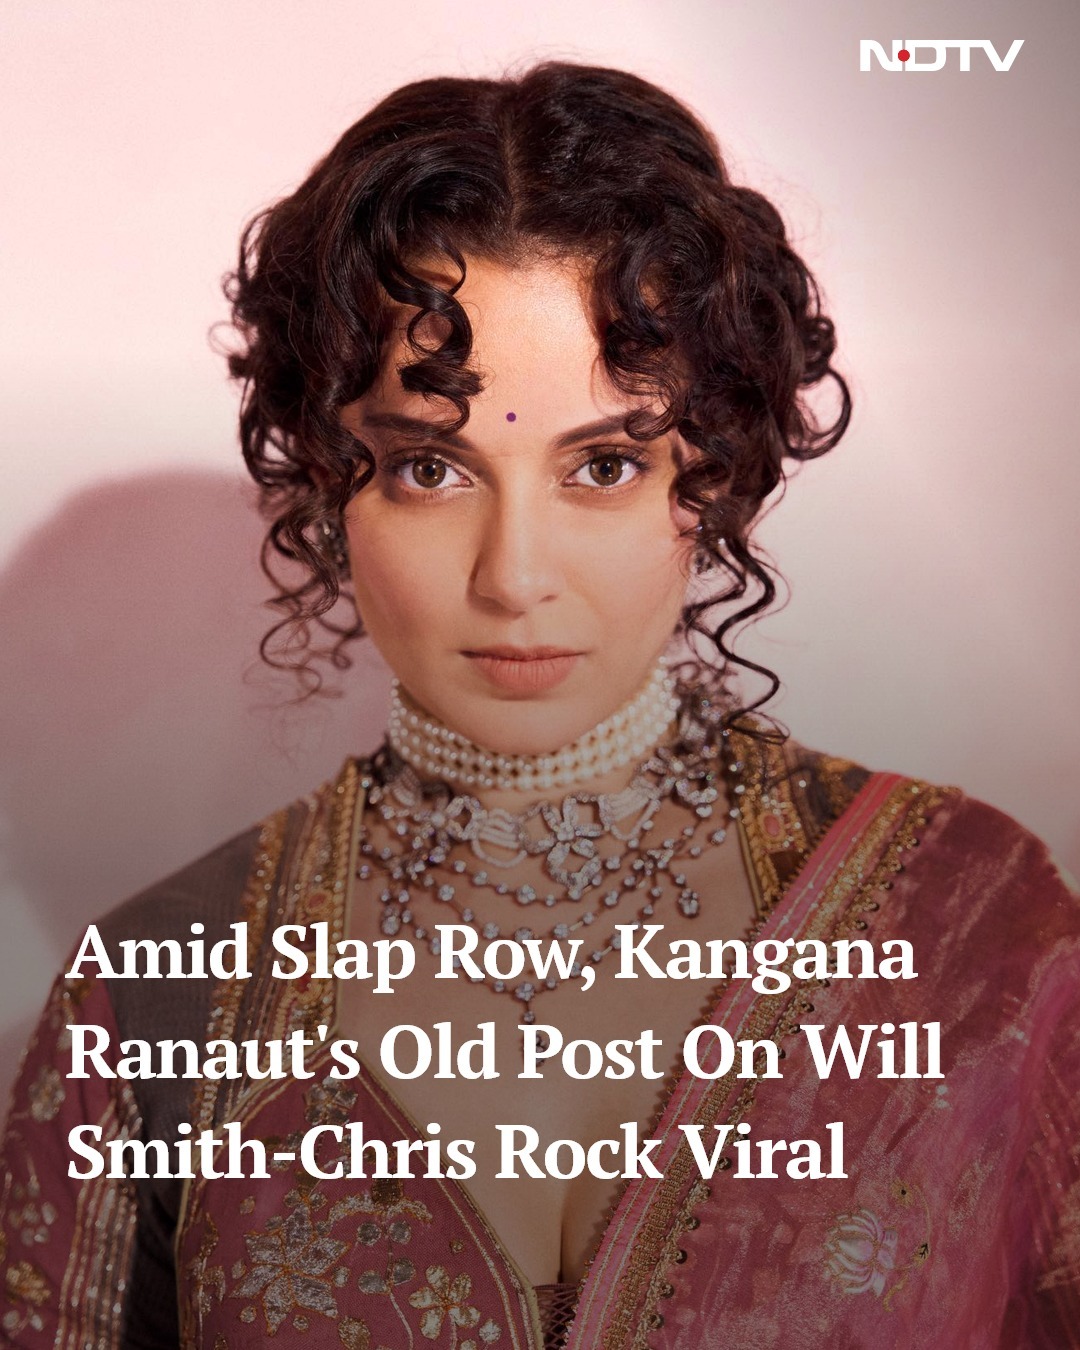 NDTV
Amid Slap Row, Kangana
Ranaut's Old Post On Will
Smith-Chris Rock Viral